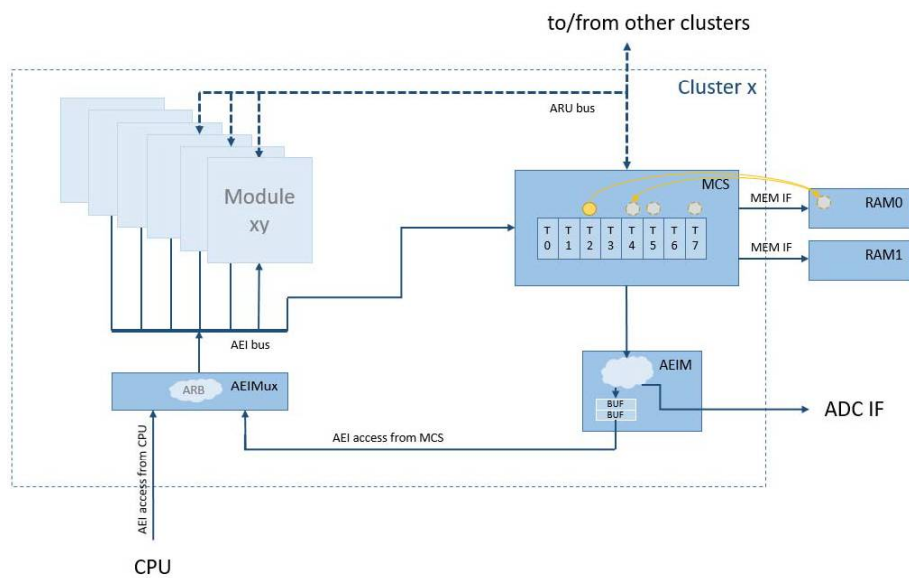 to/from other clusters
Cluster x
ARU bus
Module
xy
MCS
T T T T T T T T
0 1 2 3 4 5 6 7
MEM IF
RAM0
MEM IF
RAM1
AEI bus
AEIMux
ARB
AEIM
BUF
BUF
ADC IF
AEI access from MCS
AEI access from CPU
CPU